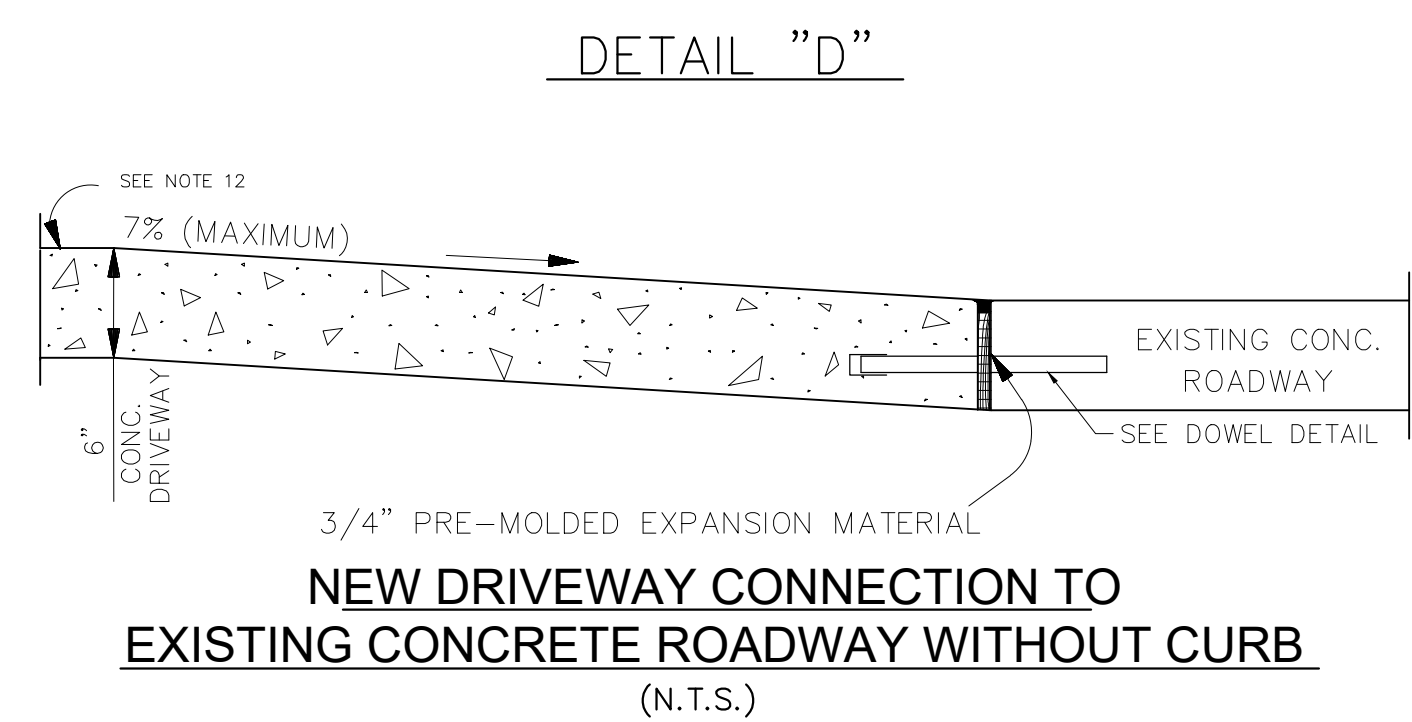 DETAIL ”D”
SEE NOTE 12
7% (MAXIMUM)
EXISTING CONC.
ROADWAY
6”
CONC.
DRIVEWAY
SEE DOWEL DETAIL
3/4” PRE–MOLDED EXPANSION MATERIAL
NEW DRIVEWAY CONNECTION TO
EXISTING CONCRETE ROADWAY WITHOUT CURB
(N.T.S.)